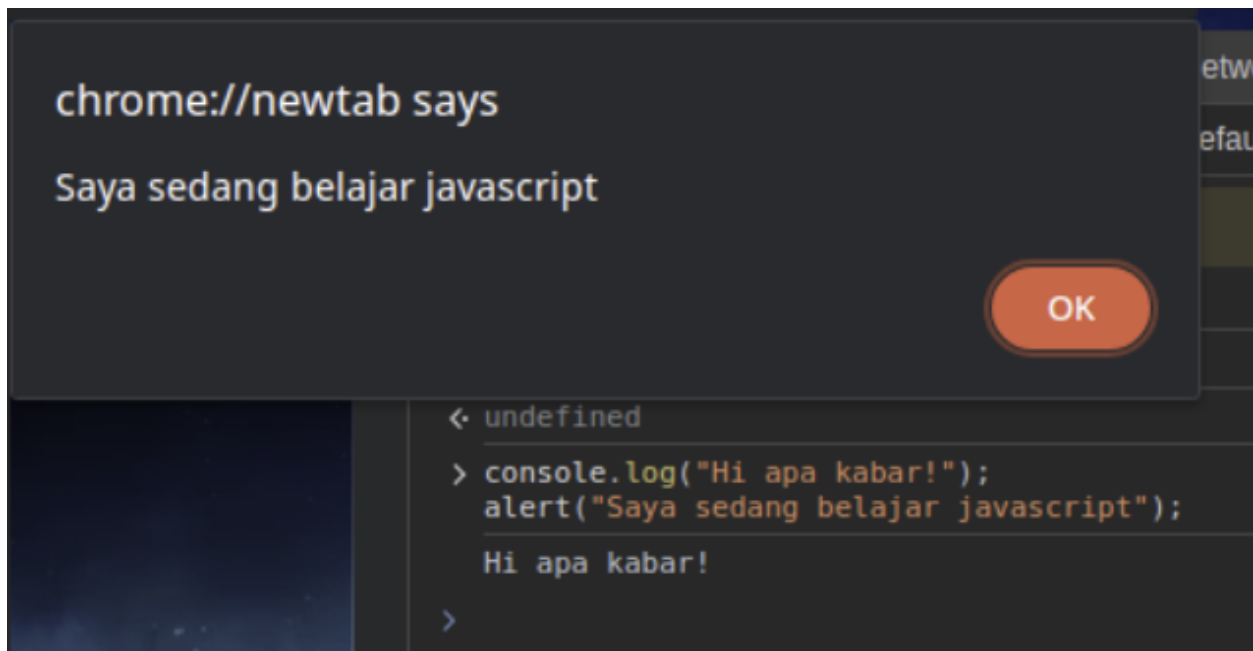 chrome://newtab says
Saya sedang belajar javascript
OK
undefined
console.log("Hi apa kabar!");
alert("Saya sedang belajar javascript");
Hi apa kabar!